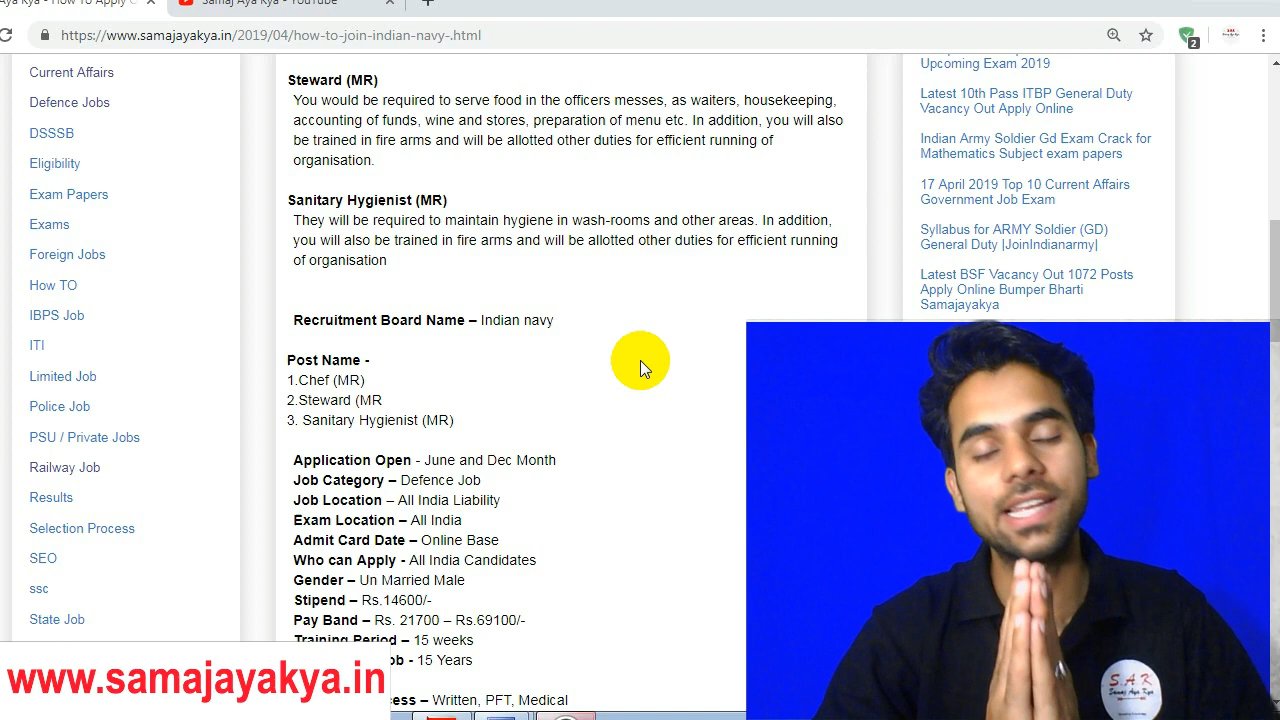 Aya Kya - How To Apply
Samaj Aya Kya - YouTube
https://www.samajayakya.in/2019/04/how-to-join-indian-navy-.html
2
Current Affairs
Defence Jobs
DSSSB
Eligibility
Exam Papers
Exams
Foreign Jobs
How TO
IBPS Job
ITI
Limited Job
Police Job
PSU / Private Jobs
Railway Job
Results
Selection Process
SEO
ssc
State Job
Steward (MR)
You would be required to serve food in the officers messes, as waiters, housekeeping,
accounting of funds, wine and stores, preparation of menu etc. In addition, you will also
be trained in fire arms and will be allotted other duties for efficient running of
organisation.
Sanitary Hygienist (MR)
They will be required to maintain hygiene in wash-rooms and other areas. In addition,
you will also be trained in fire arms and will be allotted other duties for efficient running
of organisation
Recruitment Board Name – Indian navy
Post Name -
1.Chef (MR)
2.Steward (MR
3. Sanitary Hygienist (MR)
Application Open - June and Dec Month
Job Category – Defence Job
Job Location – All India Liability
Exam Location – All India
Admit Card Date – Online Base
Who can Apply - All India Candidates
Gender – Un Married Male
Stipend – Rs.14600/-
Pay Band – Rs. 21700 – Rs.69100/-
Training Period – 15 weeks
- 15 Years
– Written, PFT, Medical
Upcoming Exam 2019
Latest 10th Pass ITBP General Duty
Vacancy Out Apply Online
Indian Army Soldier Gd Exam Crack for
Mathematics Subject exam papers
17 April 2019 Top 10 Current Affairs
Government Job Exam
Syllabus for ARMY Soldier (GD)
General Duty |JoinIndianarmy|
Latest BSF Vacancy Out 1072 Posts
Apply Online Bumper Bharti
Samajayakya
www.samajayakya.in
S.A.K
Samaj Aya Kya